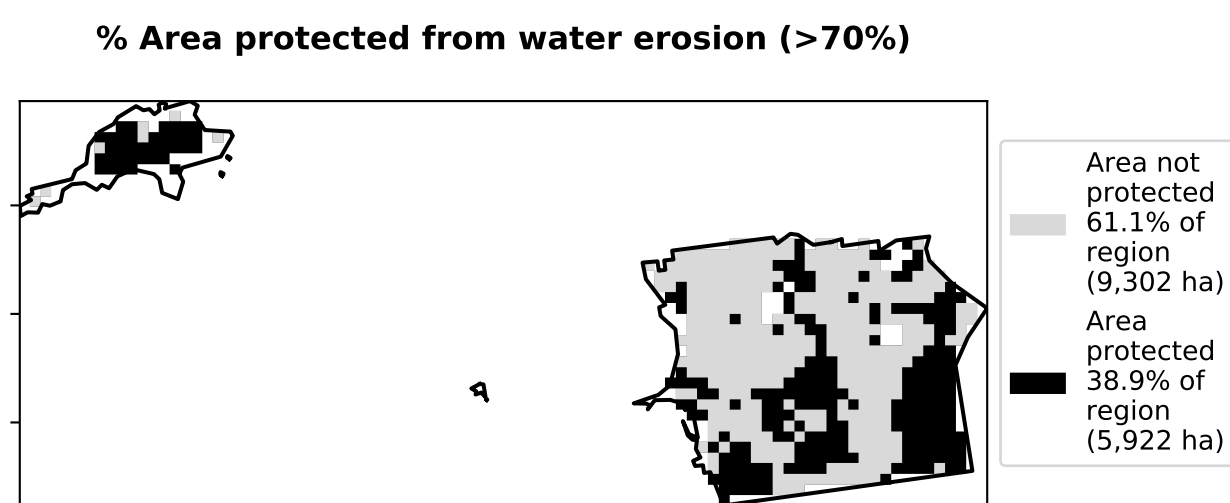 % Area protected from water erosion (>70%)
Area not
protected
61.1% of
region
(9,302 ha)
Area
protected
38.9% of
region
(5,922 ha)